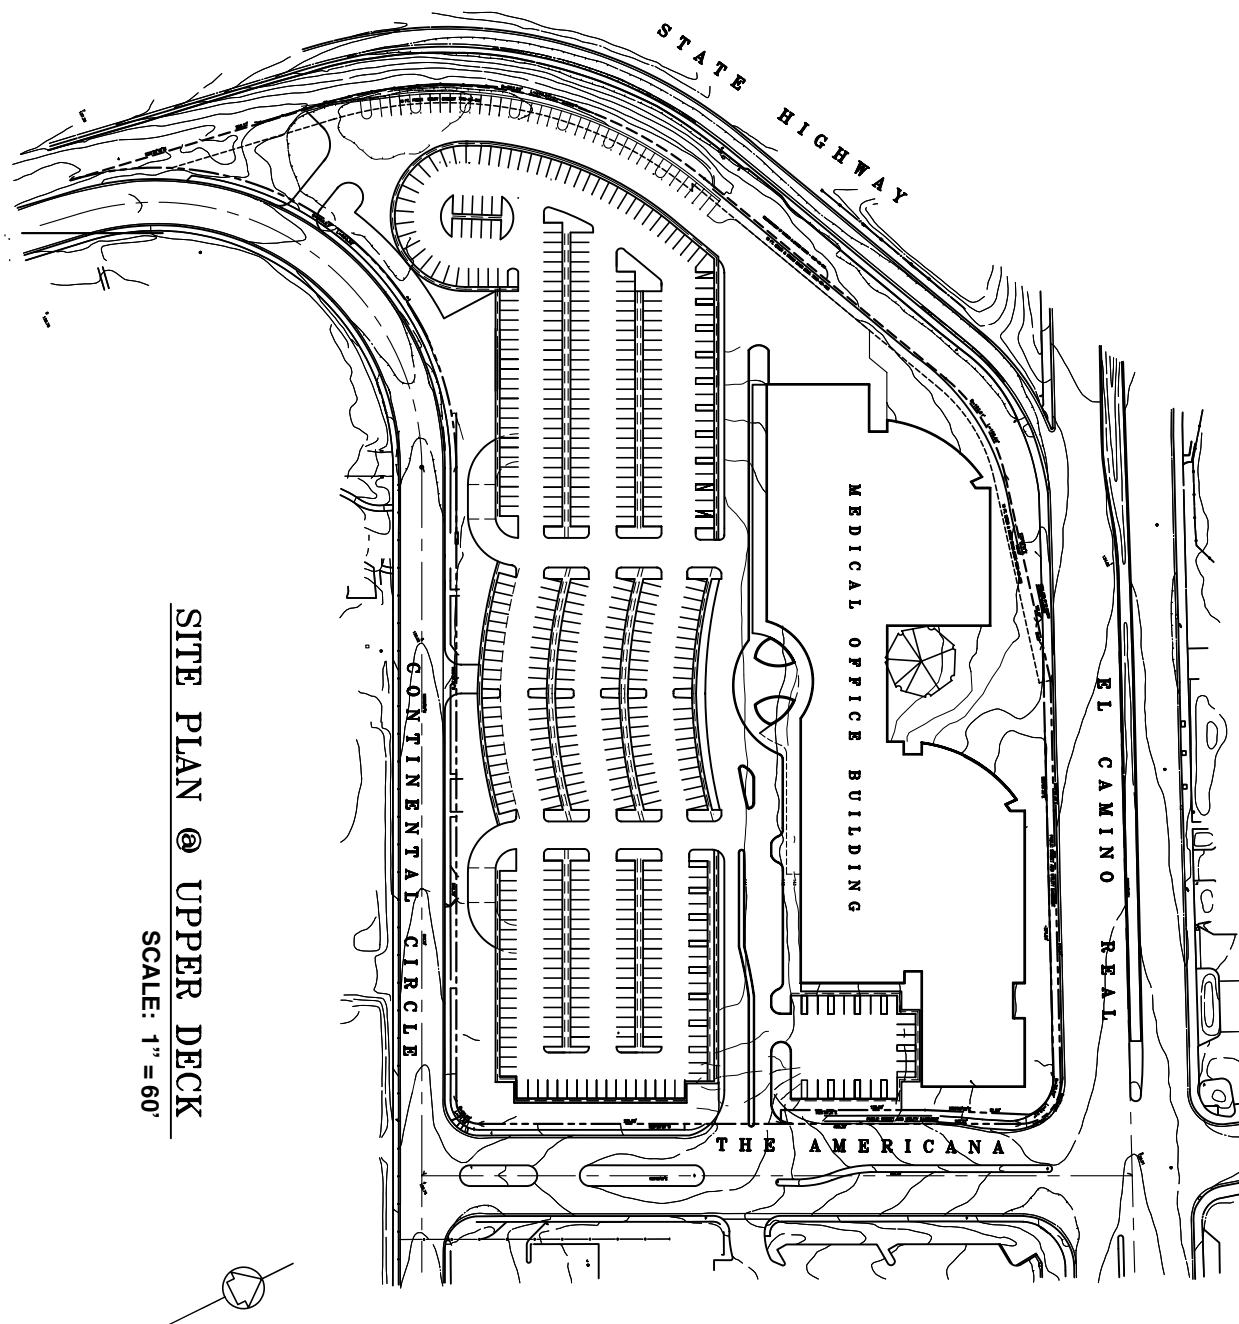 STATE HIGHWAY
MEDICAL OFFICE BUILDING
EL CAMINO REAL
CONTINENTAL CIRCLE
THE AMERICANA
SITE PLAN @ UPPER DECK
SCALE: 1" = 60'